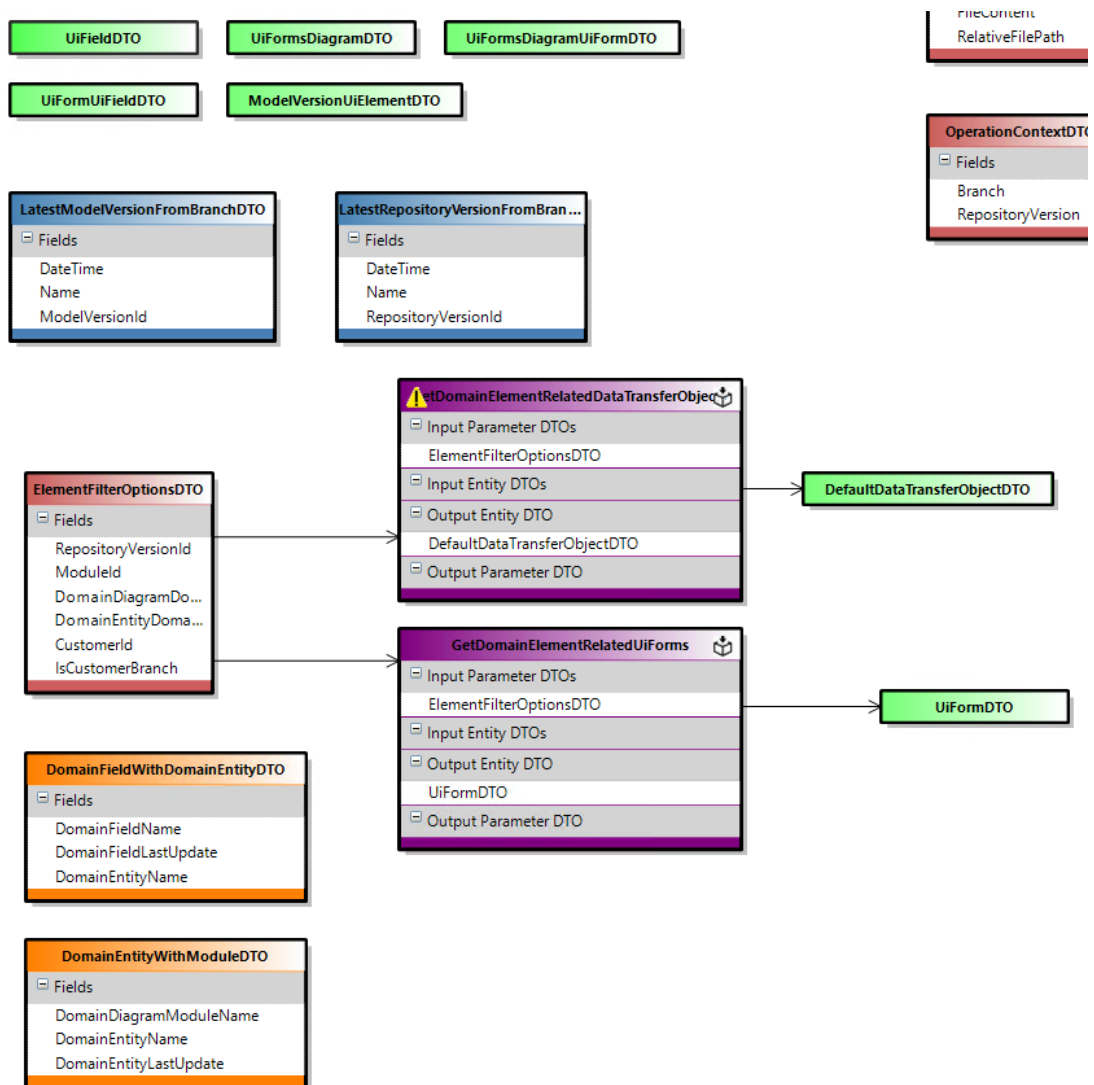 UiFieldDTO
UiFormsDiagramDTO
UiFormsDiagramUiFormDTO
FileContent
RelativeFilePath
UiFormUiFieldDTO
ModelVersionUiElementDTO
OperationContextDT
Fields
Branch
RepositoryVersion
LatestModelVersionFromBranchDTO
Fields
DateTime
Name
ModelVersionId
LatestRepositoryVersionFromBran...
Fields
DateTime
Name
RepositoryVersionId
etDomainElementRelatedDataTransferObjec
Input Parameter DTOs
ElementFilterOptionsDTO
Input Entity DTOs
Output Entity DTO
DefaultDataTransferObjectDTO
Output Parameter DTO
DefaultDataTransferObjectDTO
ElementFilterOptionsDTO
Fields
RepositoryVersionId
ModuleId
DomainDiagramDo...
DomainEntityDoma...
CustomerId
IsCustomerBranch
GetDomainElementRelatedUiForms
Input Parameter DTOs
ElementFilterOptionsDTO
Input Entity DTOs
Output Entity DTO
UiFormDTO
Output Parameter DTO
UiFormDTO
DomainFieldWithDomainEntityDTO
Fields
DomainFieldName
DomainFieldLastUpdate
DomainEntityName
DomainEntityWithModuleDTO
Fields
DomainDiagramModuleName
DomainEntityName
DomainEntityLastUpdate